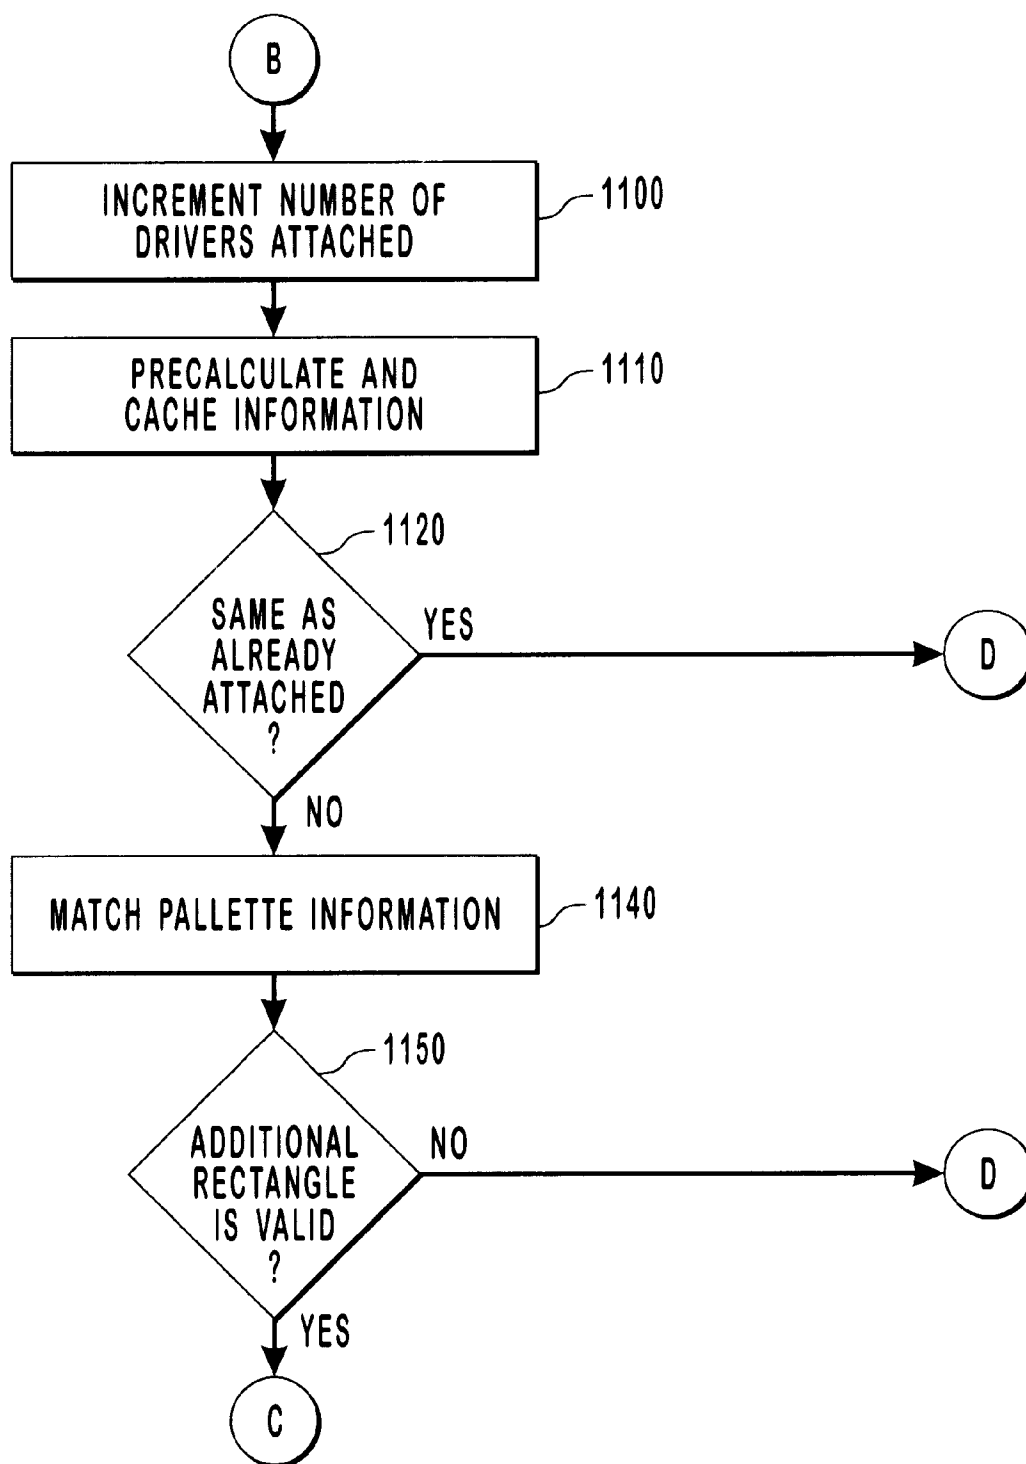 B
INCREMENT NUMBER OF
DRIVERS ATTACHED
1100
PRECALCULATE AND
CACHE INFORMATION
1110
1120
SAME AS
ALREADY
ATTACHED
?
YES
D
NO
MATCH PALLETTE INFORMATION
1140
1150
ADDITIONAL
RECTANGLE
IS VALID
?
NO
D
YES
C